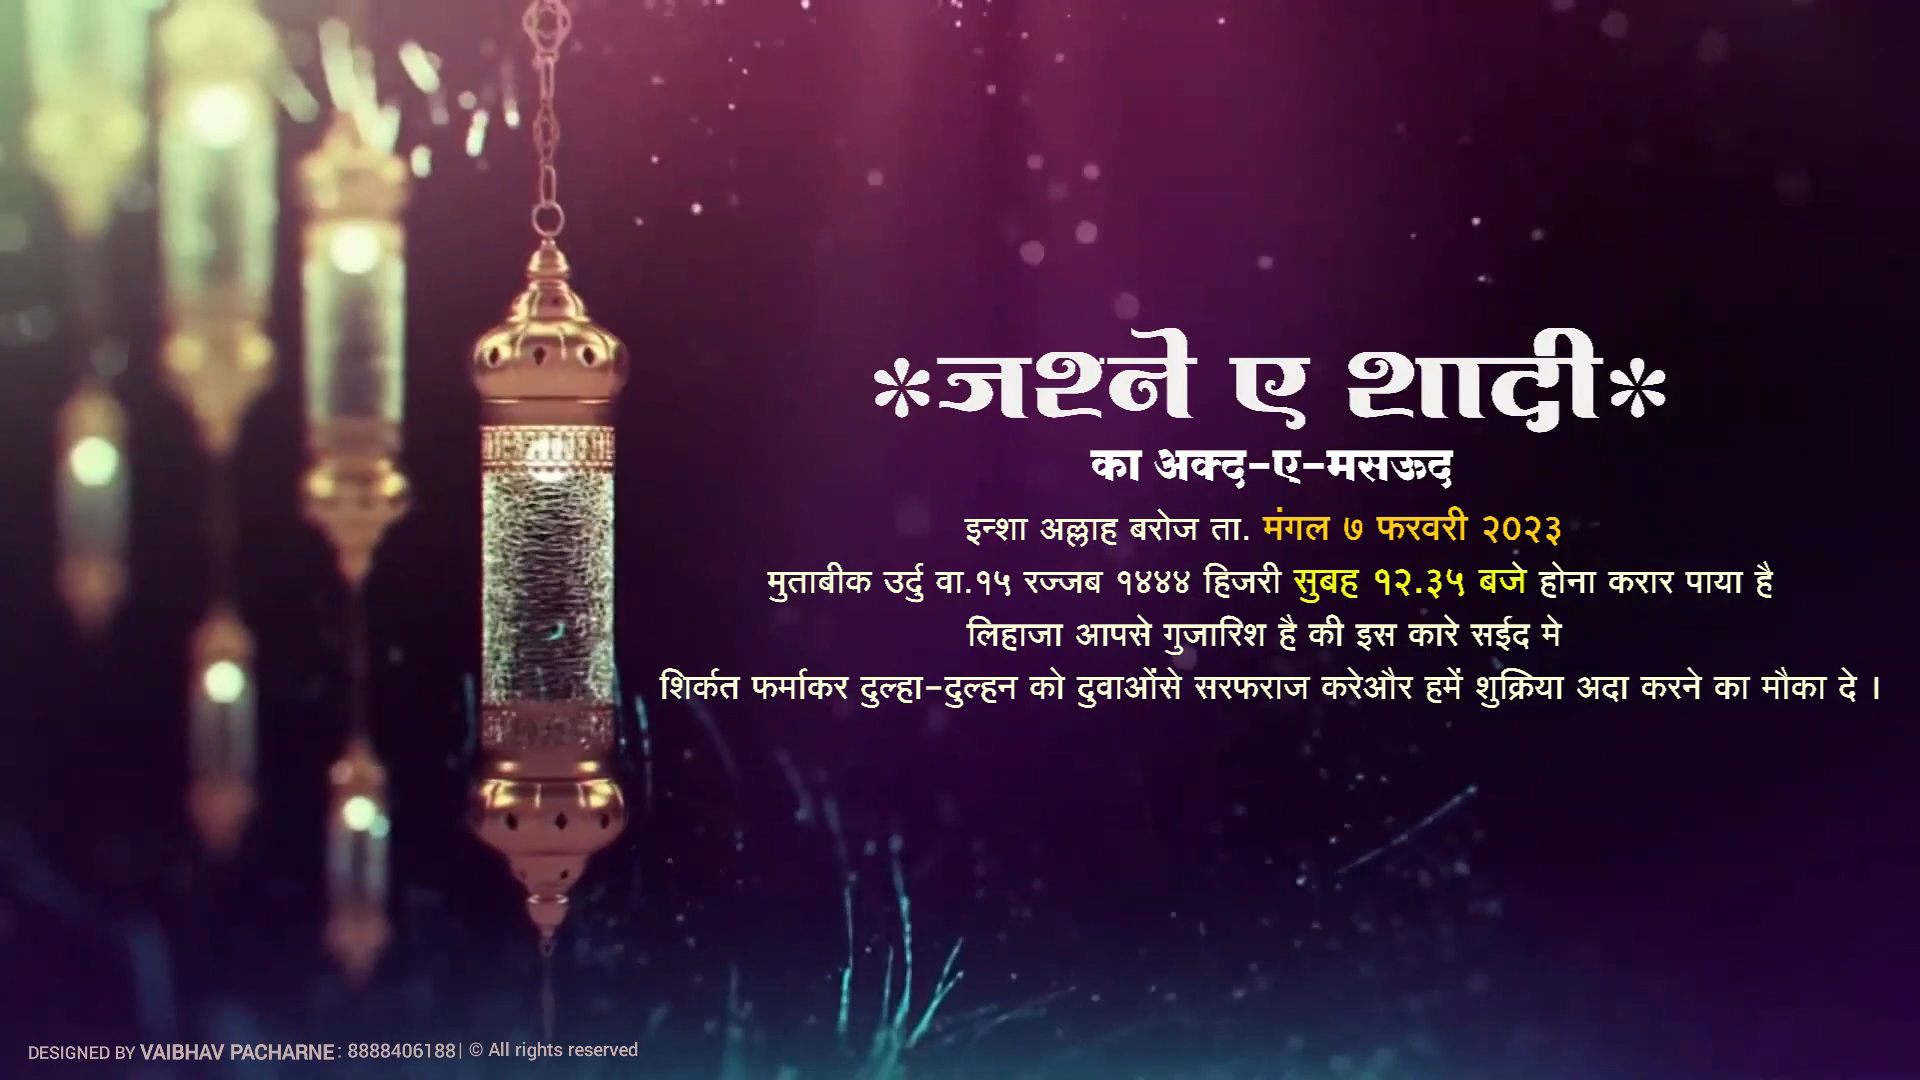 *जश्ने ए शादी*
का अक्द-ए-मसऊद
इन्शा अल्लाह बरोज ता. मंगल ७ फरवरी २०२३
मुताबीक उर्दु वा.१५ रज्जब १४४४ हिजरी सुबह १२.३५ बजे होना करार पाया है
लिहाजा आपसे गुजारिश है की इस कारे सईद मे
शिर्कत फर्माकर दुल्हा-दुल्हन को दुवाओंसे सरफराज करेऔर हमें शुक्रिया अदा करने का मौका दे ।
DESIGNED BY VAIBHAV PACHARNE: 8888406188| © All rights reserved